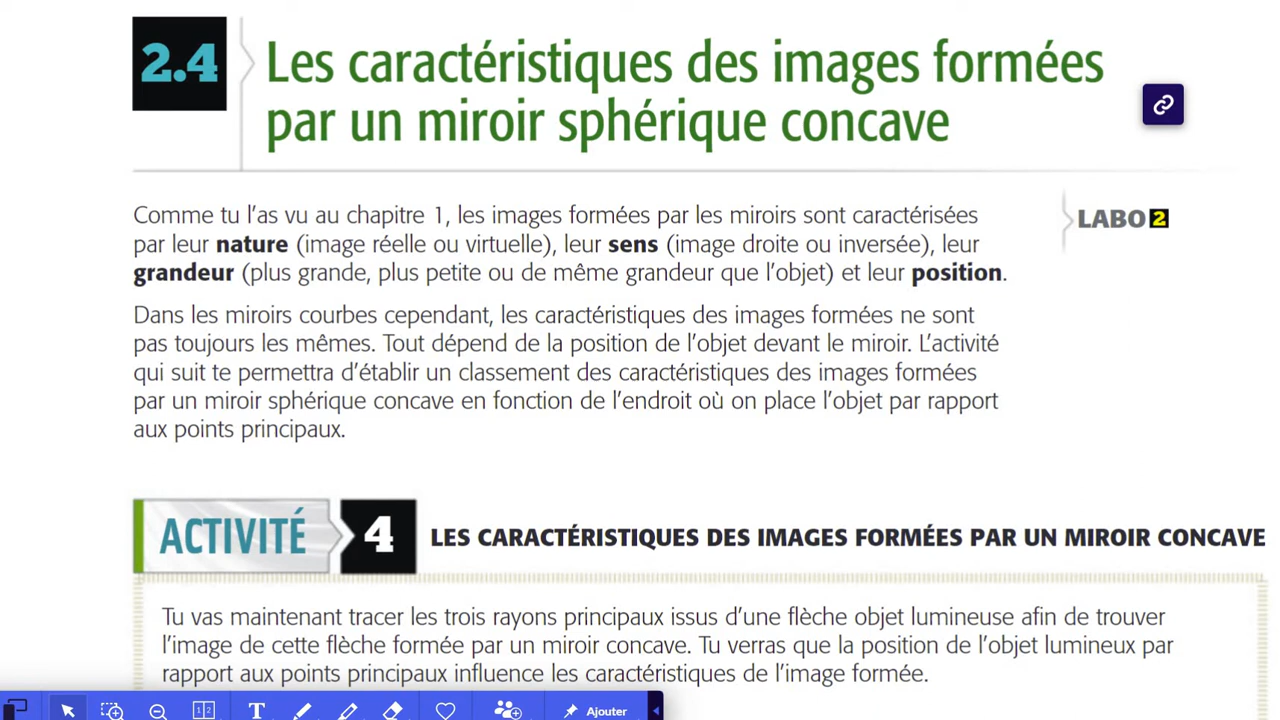 2.4
Les caractéristiques des images formées
par un miroir sphérique concave
Comme tu l'as vu au chapitre 1, les images formées par les miroirs sont caractérisées
par leur nature (image réelle ou virtuelle), leur sens (image droite ou inversée), leur
grandeur (plus grande, plus petite ou de même grandeur que l'objet) et leur position.
LABO 2
Dans les miroirs courbes cependant, les caractéristiques des images formées ne sont
pas toujours les mêmes. Tout dépend de la position de l'objet devant le miroir. L'activité
qui suit te permettra d'établir un classement des caractéristiques des images formées
par un miroir sphérique concave en fonction de l'endroit où on place l'objet par rapport
aux points principaux.
ACTIVITÉ 4 LES CARACTÉRISTIQUES DES IMAGES FORMÉES PAR UN MIROIR CONCAVE
Tu vas maintenant tracer les trois rayons principaux issus d'une flèche objet lumineuse afin de trouver
l'image de cette flèche formée par un miroir concave. Tu verras que la position de l'objet lumineux par
rapport aux points principaux influence les caractéristiques de l'image formée.
T Ajouter